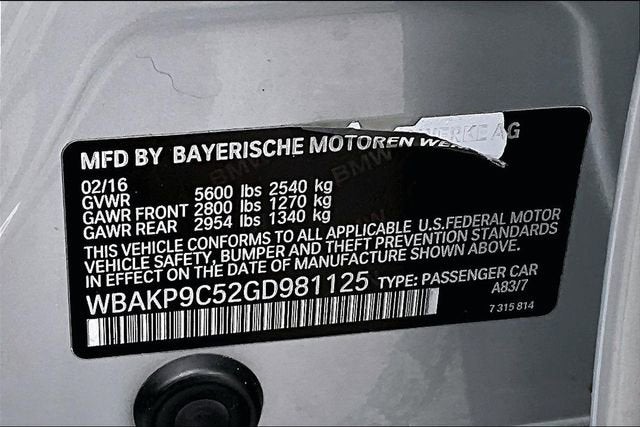 MFD BY BAYERISCHE MOTOREN WERKE AG
02/16
GVWR 5600 lbs 2540 kg
GAWR FRONT 2800 lbs 1270 kg
GAWR REAR 2954 lbs 1340 kg
THIS VEHICLE CONFORMS TO ALL APPLICABLE U.S.FEDERAL MOTOR
VEHICLE SAFETY, BUMPER AND THEFT PREVENTION STANDARDS
IN EFFECT ON THE DATE OF MANUFACTURE SHOWN ABOVE.
WBAKP9C52GD981125 TYPE: PASSENGER CAR
A83/7
7 315 814